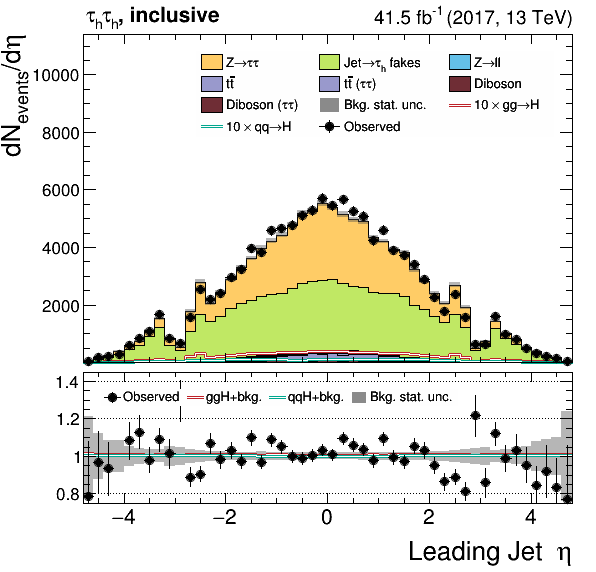 τₕτₕ, inclusive 41.5 fb⁻¹ (2017, 13 TeV)
dN_events/dη
10000
8000
6000
4000
2000
Z→ττ Jet→τₕ fakes Z→ll
tt̄ tt̄ (ττ) Diboson
Diboson (ττ) Bkg. stat. unc. 10×gg→H
10×qq→H Observed
1.4
1.2
1
0.8
Observed ggH+bkg. qqH+bkg. Bkg. stat. unc.
−4 −2 0 2 4
Leading Jet η